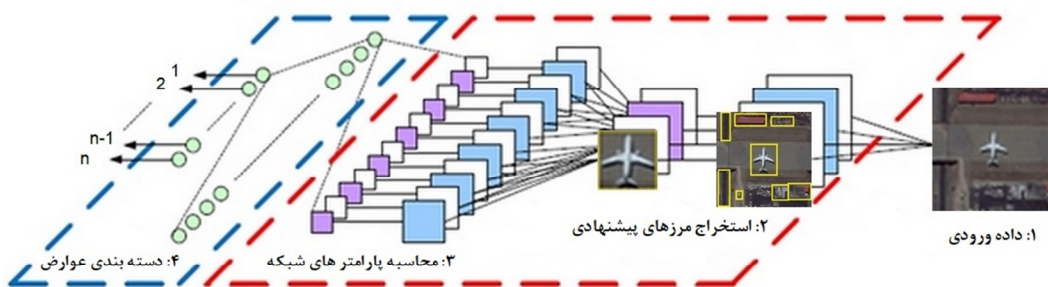 ۱: داده ورودی
۲: استخراج مرزهای پیشنهادی
۳: محاسبه پارامتر های شبکه
۴: دسته بندی عوارض
1
2
n-1
n